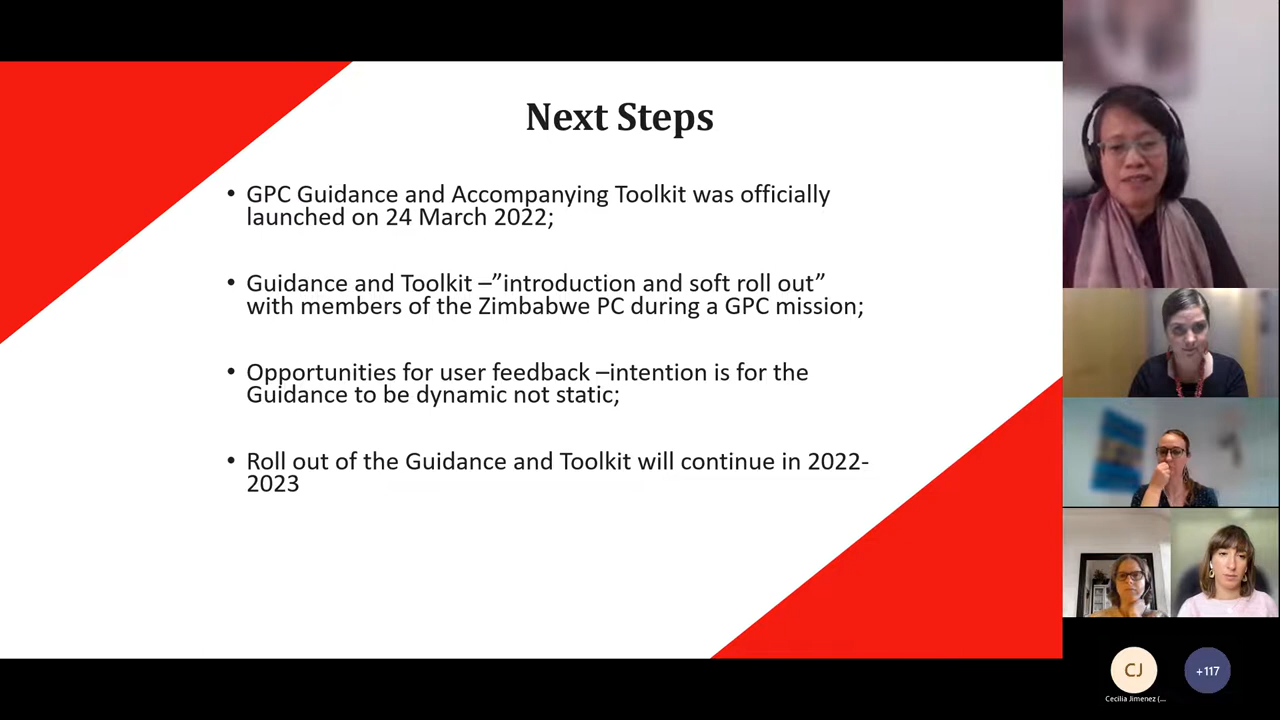 Next Steps
• GPC Guidance and Accompanying Toolkit was officially
launched on 24 March 2022;
• Guidance and Toolkit –”introduction and soft roll out”
with members of the Zimbabwe PC during a GPC mission;
• Opportunities for user feedback –intention is for the
Guidance to be dynamic not static;
• Roll out of the Guidance and Toolkit will continue in 2022-
2023
CJ
+117
Cecilia Jimenez (...